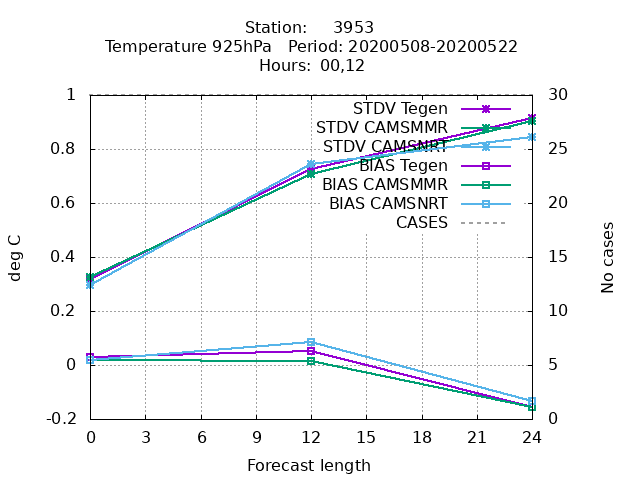 Station: 3953
Temperature 925hPa Period: 20200508-20200522
Hours: 00,12
1 30
STDV Tegen
STDV CAMSMMR
0.8 STDV CAMSNRT 25
BIAS Tegen
BIAS CAMSMMR
0.6 BIAS CAMSNRT 20
CASES
0.4 15
deg C
No cases
0.2 10
0 5
-0.2 0
0 3 6 9 12 15 18 21 24
Forecast length